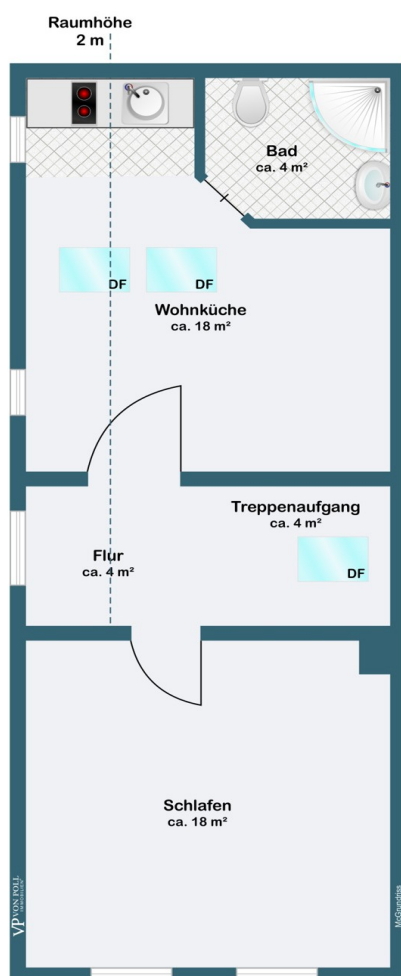 Raumhöhe
2 m
Bad
ca. 4 m²
DF
DF
Wohnküche
ca. 18 m²
Treppenaufgang
ca. 4 m²
Flur
ca. 4 m²
DF
Schlafen
ca. 18 m²
VP VON POLL
IMMOBILIEN
McGrundriss